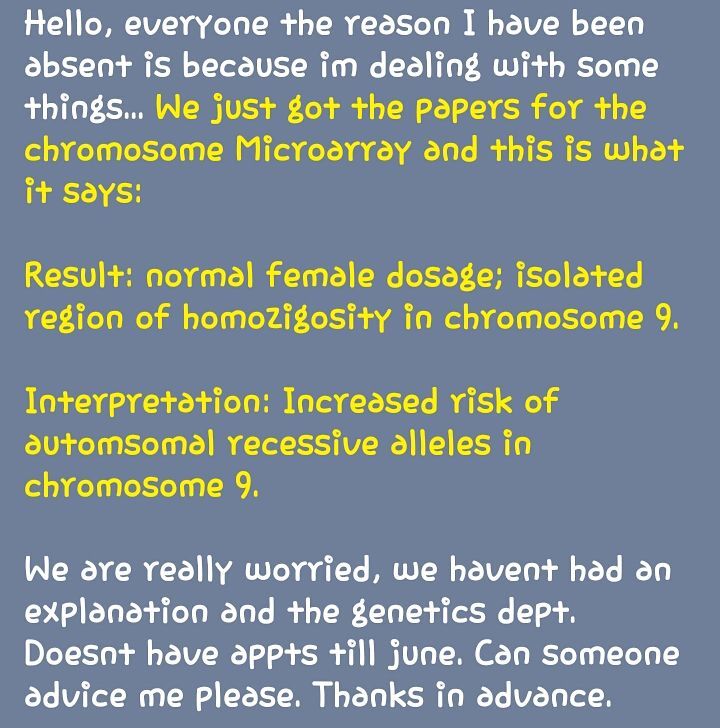 Hello, everyone the reason I have been
absent is because im dealing with some
things... We just got the papers for the
chromosome Microarray and this is what
it says:
Result: normal female dosage; isolated
region of homozigosity in chromosome 9.
Interpretation: Increased risk of
automsomal recessive alleles in
chromosome 9.
We are really worried, we havent had an
explanation and the genetics dept.
Doesnt have appts till june. Can someone
advice me please. Thanks in advance.